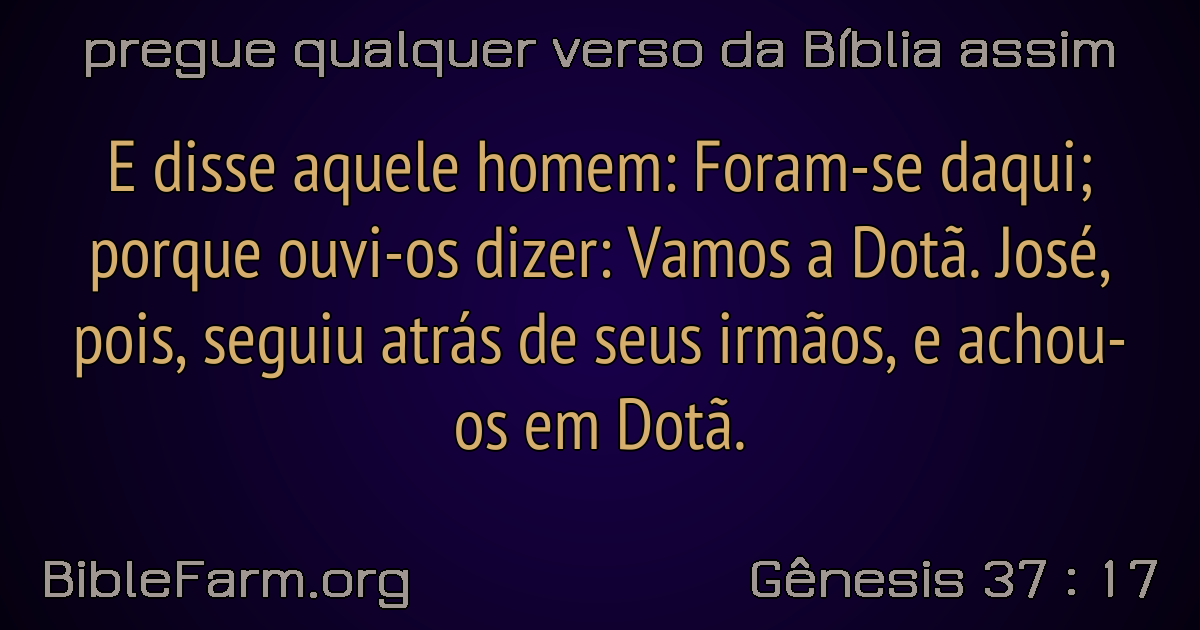 pregue qualquer verso da Bíblia assim
E disse aquele homem: Foram-se daqui;
porque ouvi-os dizer: Vamos a Dotã. José,
pois, seguiu atrás de seus irmãos, e achou-
os em Dotã.
BibleFarm.org
Gênesis 37 : 17